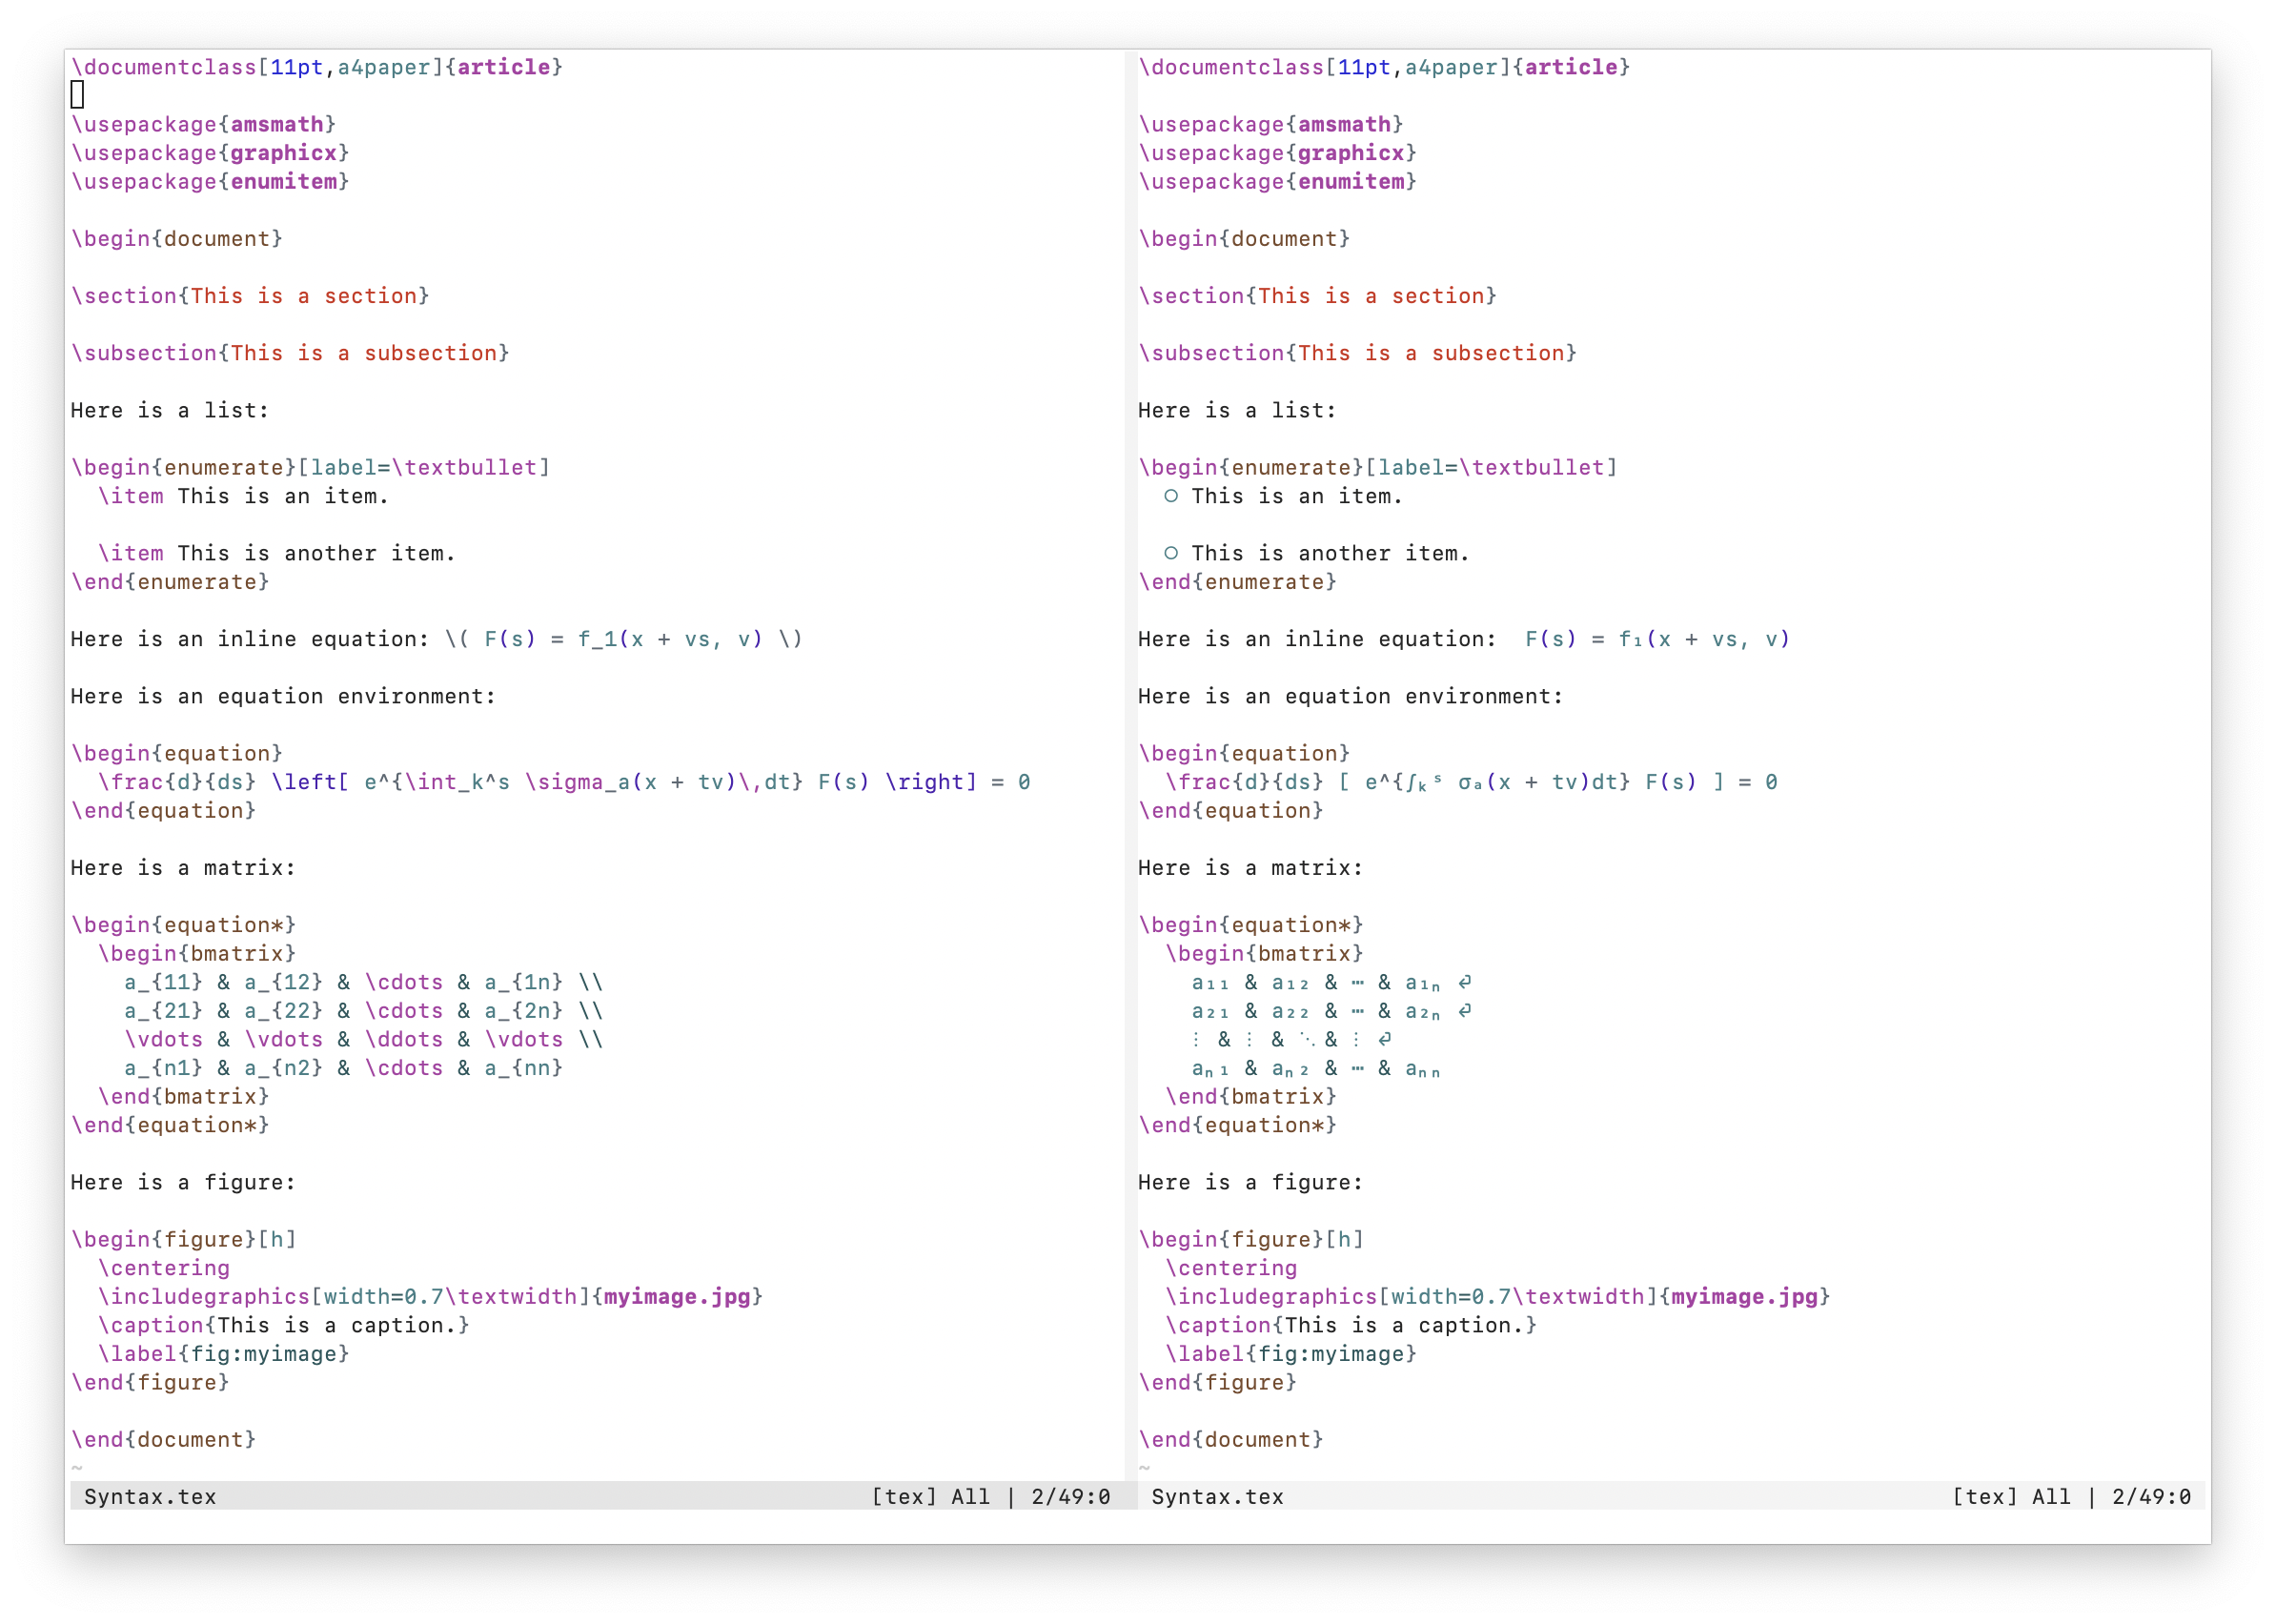 \documentclass[11pt,a4paper]{article}
\usepackage{amsmath}
\usepackage{graphicx}
\usepackage{enumitem}
\begin{document}
\section{This is a section}
\subsection{This is a subsection}
Here is a list:
\begin{enumerate}[label=\textbullet]
\item This is an item.
\item This is another item.
\end{enumerate}
Here is an inline equation: \( F(s) = f_1(x + vs, v) \)
Here is an equation environment:
\begin{equation}
\frac{d}{ds} \left[ e^{\int_k^s \sigma_a(x + tv)\,dt} F(s) \right] = 0
\end{equation}
Here is a matrix:
\begin{equation*}
\begin{bmatrix}
a_{11} & a_{12} & \cdots & a_{1n} \\
a_{21} & a_{22} & \cdots & a_{2n} \\
\vdots & \vdots & \ddots & \vdots \\
a_{n1} & a_{n2} & \cdots & a_{nn}
\end{bmatrix}
\end{equation*}
Here is a figure:
\begin{figure}[h]
\centering
\includegraphics[width=0.7\textwidth]{myimage.jpg}
\caption{This is a caption.}
\label{fig:myimage}
\end{figure}
\end{document}
~
Syntax.tex [tex] All | 2/49:0
\documentclass[11pt,a4paper]{article}
\usepackage{amsmath}
\usepackage{graphicx}
\usepackage{enumitem}
\begin{document}
\section{This is a section}
\subsection{This is a subsection}
Here is a list:
\begin{enumerate}[label=\textbullet]
○ This is an item.
○ This is another item.
\end{enumerate}
Here is an inline equation:  F(s) = f₁(x + vs, v)
Here is an equation environment:
\begin{equation}
\frac{d}{ds} [ e^{∫ₖˢ σₐ(x + tv)dt} F(s) ] = 0
\end{equation}
Here is a matrix:
\begin{equation*}
\begin{bmatrix}
a₁₁ & a₁₂ & ⋯ & a₁ₙ ⏎
a₂₁ & a₂₂ & ⋯ & a₂ₙ ⏎
⋮ & ⋮ & ⋱ & ⋮ ⏎
aₙ₁ & aₙ₂ & ⋯ & aₙₙ
\end{bmatrix}
\end{equation*}
Here is a figure:
\begin{figure}[h]
\centering
\includegraphics[width=0.7\textwidth]{myimage.jpg}
\caption{This is a caption.}
\label{fig:myimage}
\end{figure}
\end{document}
~
Syntax.tex [tex] All | 2/49:0